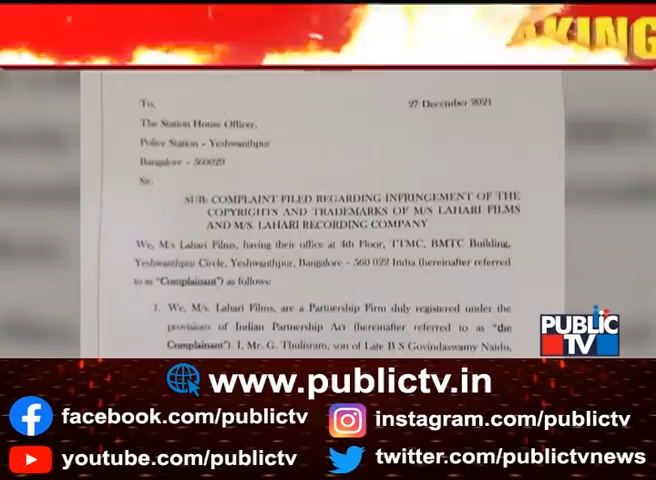 AKING
To,
27 December 2021
The Station House Officer,
Police Station - Yeshwanthpur
Bangalore - 560029
Sir,
SUB: COMPLAINT FILED REGARDING INFRINGEMENT OF THE
COPYRIGHTS AND TRADEMARKS OF M/S LAHARI FILMS
AND M/S. LAHARI RECORDING COMPANY
We, M/s Lahari Films, having their office at 4th Floor, TTMC, BMTC Building,
Yeshwanthpur Circle, Yeshwanthpur, Bangalore - 560 022 India (hereinafter referred
to as "Complainant") as follows:
1. We, M/s. Lahari Films, are a Partnership Firm duly registered under the
provisions of Indian Partnership Act (hereinafter referred to as "the
Complainant"). I, Mr. G. Thulisram, son of Late B S Govindaswamy Naidu,
PUBLIC
TV
www.publictv.in
facebook.com/publictv
instagram.com/publictv
youtube.com/publictv
twitter.com/publictvnews